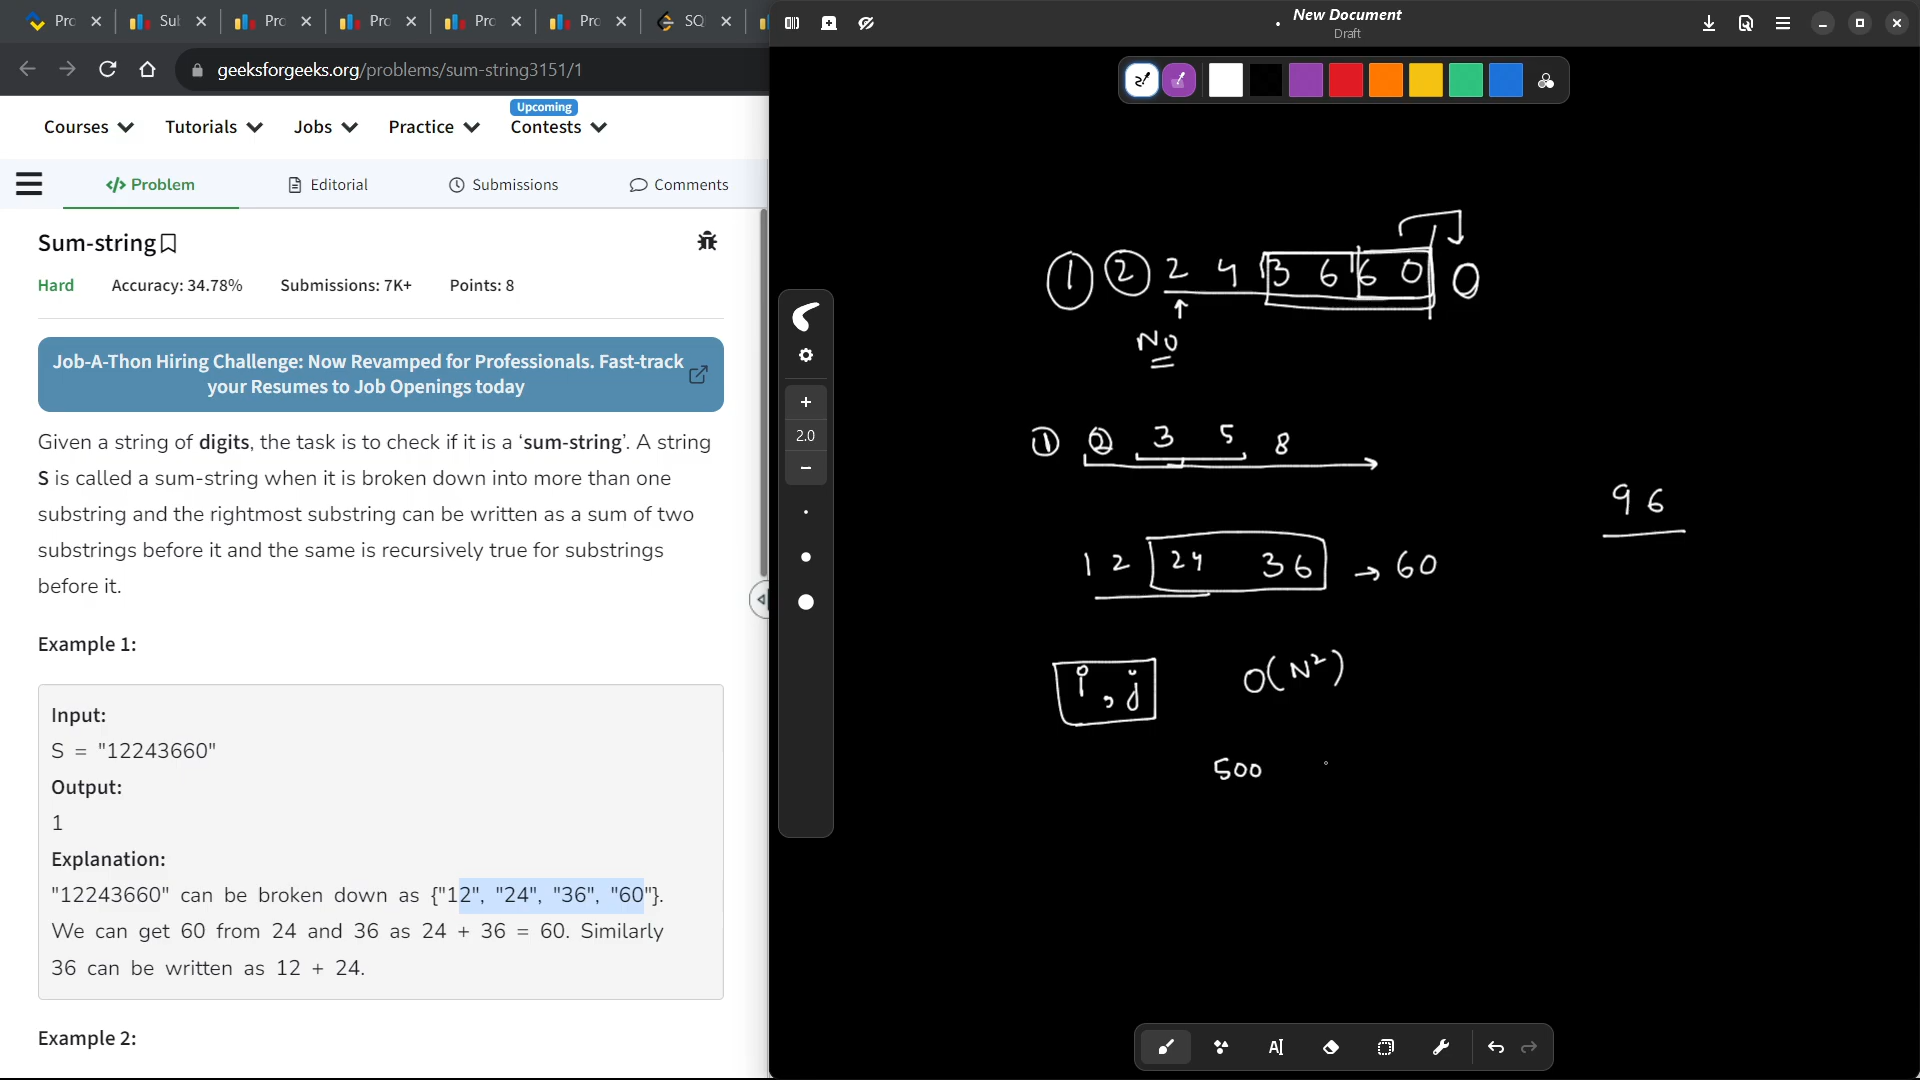 Pro
Sul
Pro
Pro
Pro
Pro
SQ
geeksforgeeks.org/problems/sum-string3151/1
Upcoming
Courses Tutorials Jobs Practice Contests
Problem Editorial Submissions Comments
Sum-string
Hard Accuracy: 34.78% Submissions: 7K+ Points: 8
Job-A-Thon Hiring Challenge: Now Revamped for Professionals. Fast-track
your Resumes to Job Openings today
Given a string of digits, the task is to check if it is a ‘sum-string’. A string
S is called a sum-string when it is broken down into more than one
substring and the rightmost substring can be written as a sum of two
substrings before it and the same is recursively true for substrings
before it.
Example 1:
Input:
S = "12243660"
Output:
1
Explanation:
"12243660" can be broken down as {"12", "24", "36", "60"}.
We can get 60 from 24 and 36 as 24 + 36 = 60. Similarly
36 can be written as 12 + 24.
Example 2:
New Document
Draft
+
2.0
−
AI
1 2 2 4 3 6 6 0 0
NO
1 2 3 5 8
96
12 24 36 → 60
i, j O(N²)
500